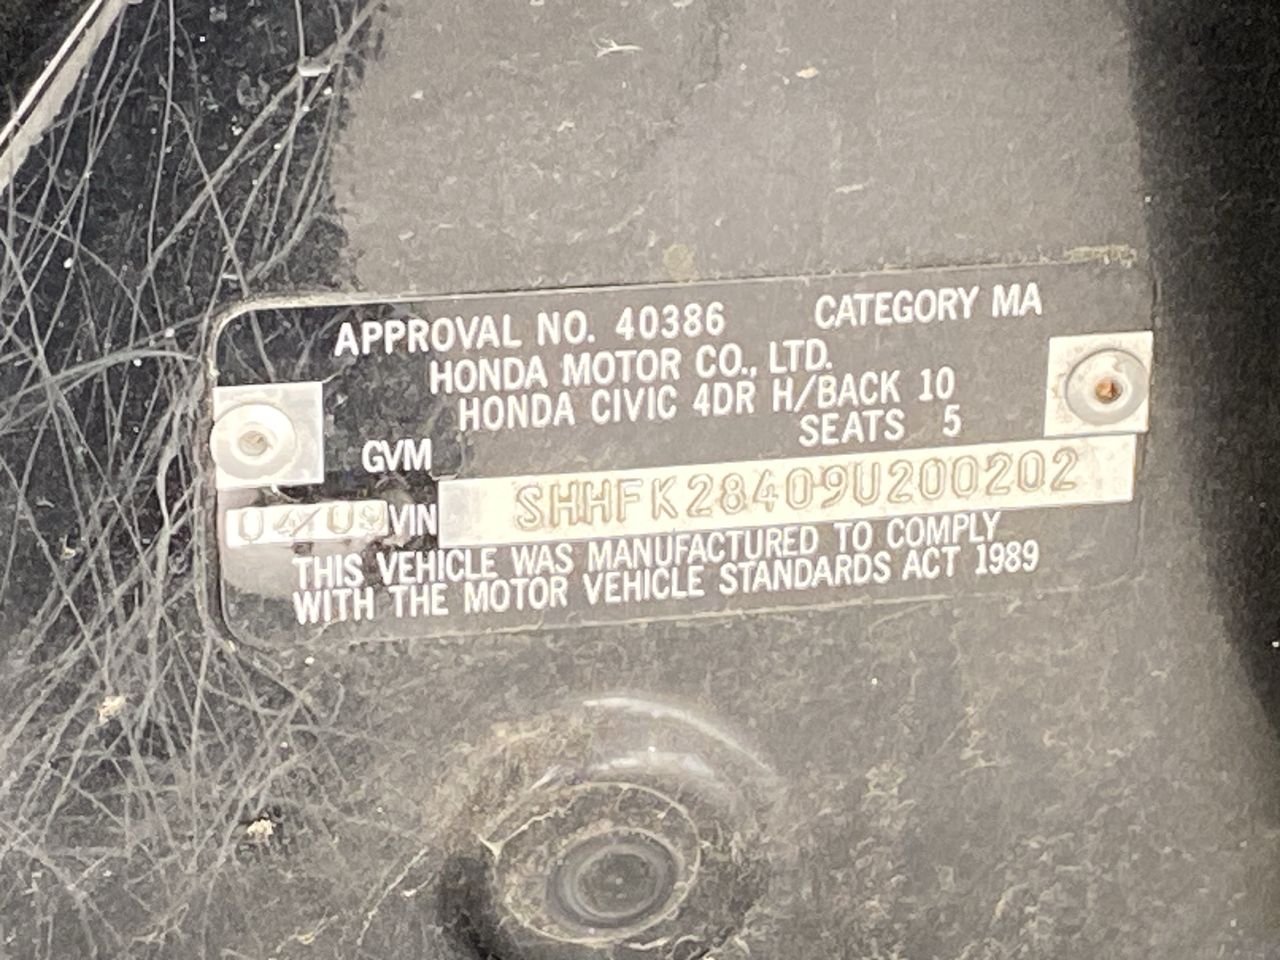 APPROVAL NO. 40386 CATEGORY MA
HONDA MOTOR CO., LTD.
HONDA CIVIC 4DR H/BACK 10
SEATS 5
GVM
04/09 VIN SHHFK28409U200202
THIS VEHICLE WAS MANUFACTURED TO COMPLY
WITH THE MOTOR VEHICLE STANDARDS ACT 1989